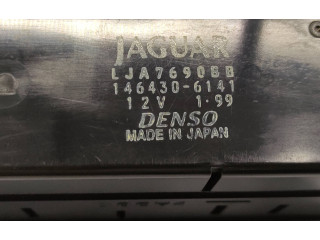 JAGUAR
LJA7690BB
146430-6141
12V 1·99
DENSO
MADE IN JAPAN